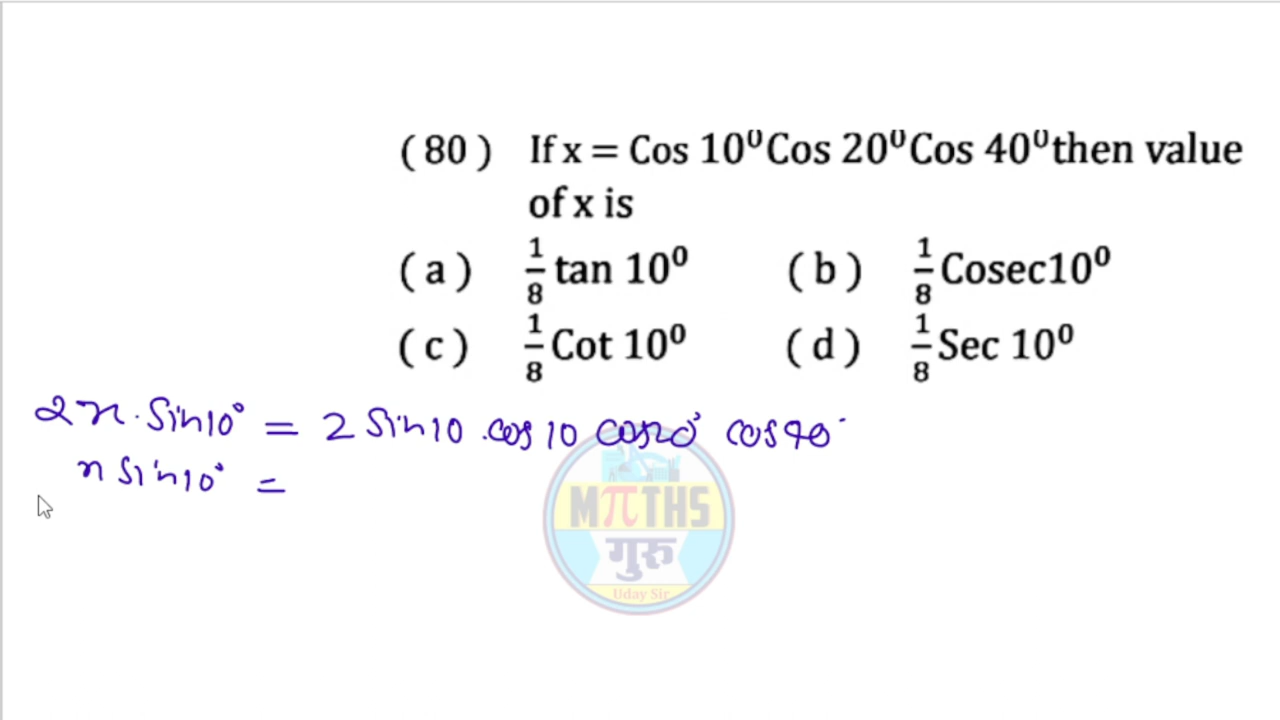 ( 80 ) If x = Cos 10⁰Cos 20⁰Cos 40⁰then value
of x is
( a ) 1/8 tan 10⁰ ( b ) 1/8 Cosec10⁰
( c ) 1/8 Cot 10⁰ ( d ) 1/8 Sec 10⁰
2x. Sin10° = 2 Sin10 .cos 10 cos20° cos40°
x Sin10° =
MπTHS
गुरु
Uday Sir